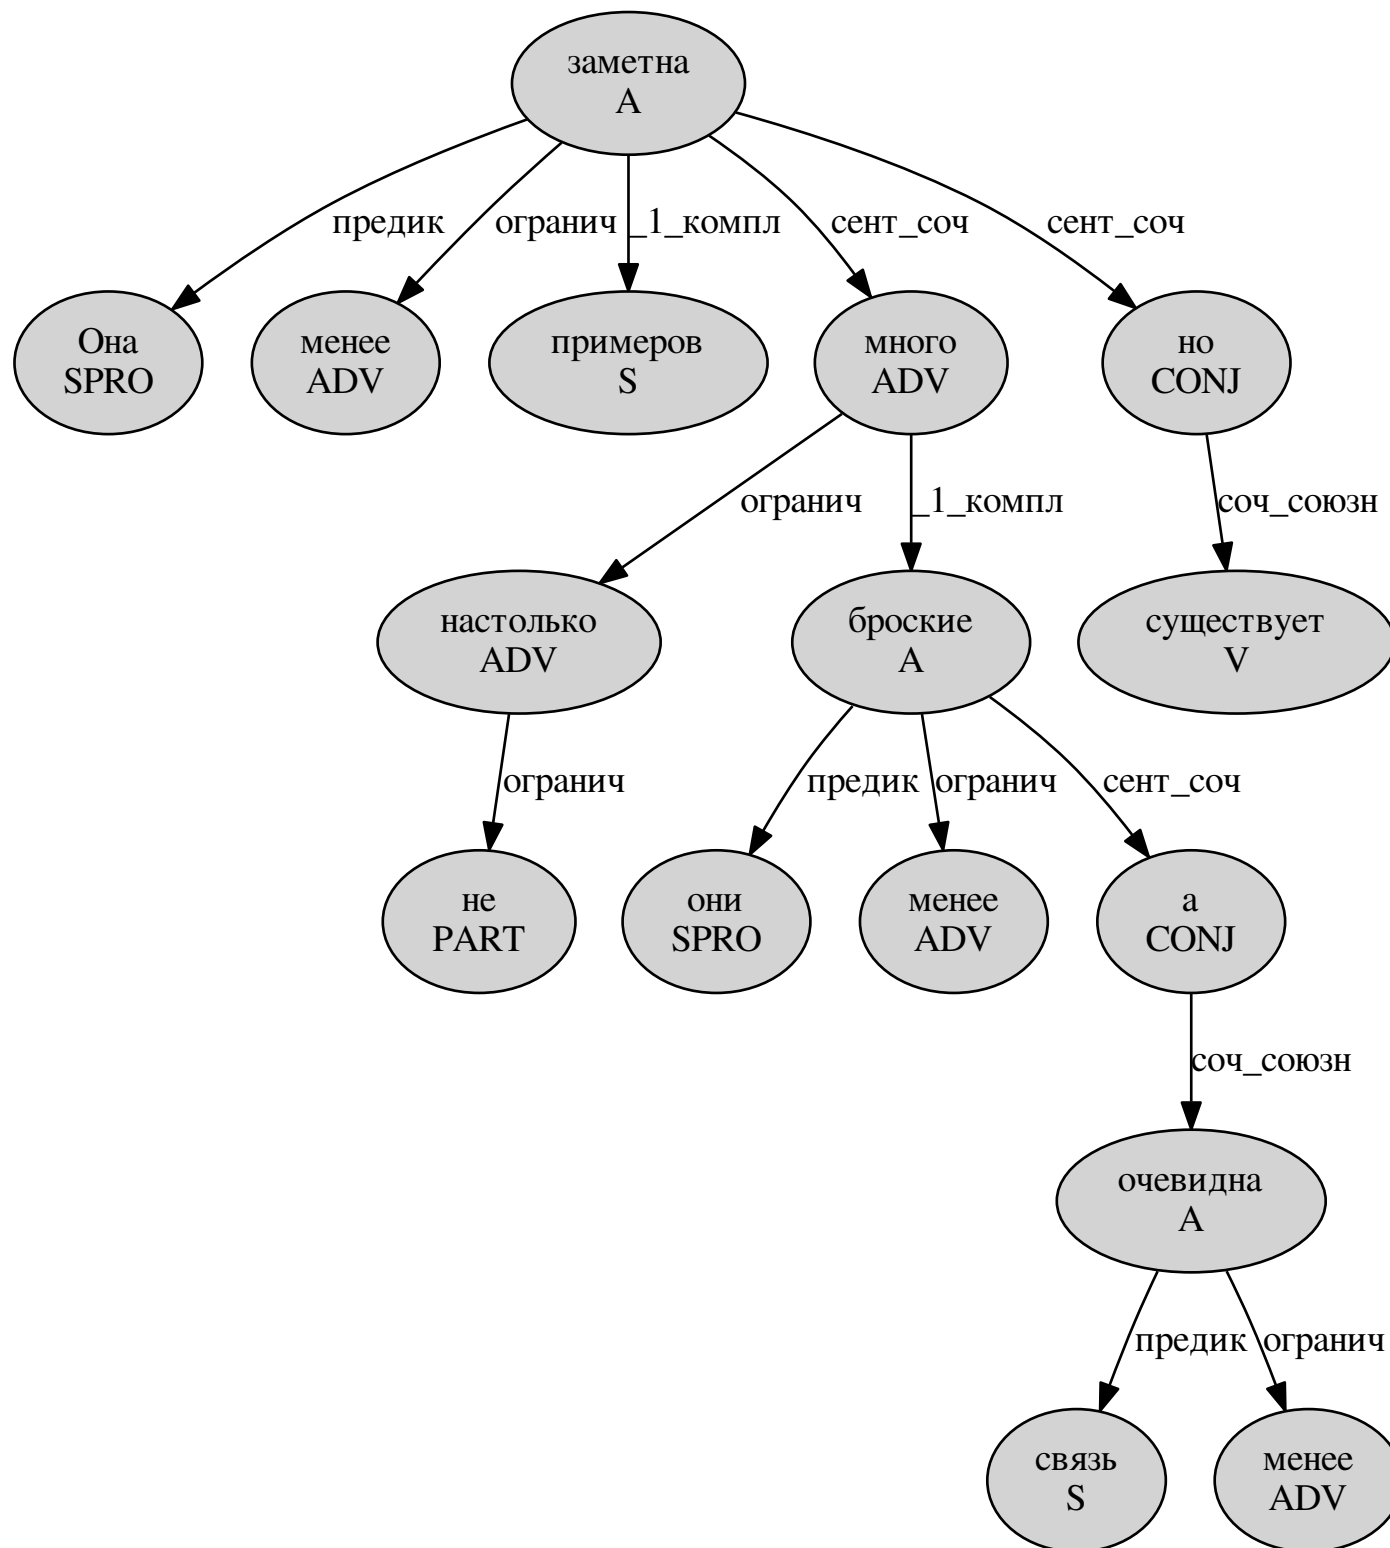 заметна
A
предик
огранич
_1_компл
сент_соч
сент_соч
Она
SPRO
менее
ADV
примеров
S
много
ADV
но
CONJ
огранич
_1_компл
соч_союзн
настолько
ADV
броские
A
существует
V
огранич
предик
огранич
сент_соч
не
PART
они
SPRO
менее
ADV
а
CONJ
соч_союзн
очевидна
A
предик
огранич
связь
S
менее
ADV